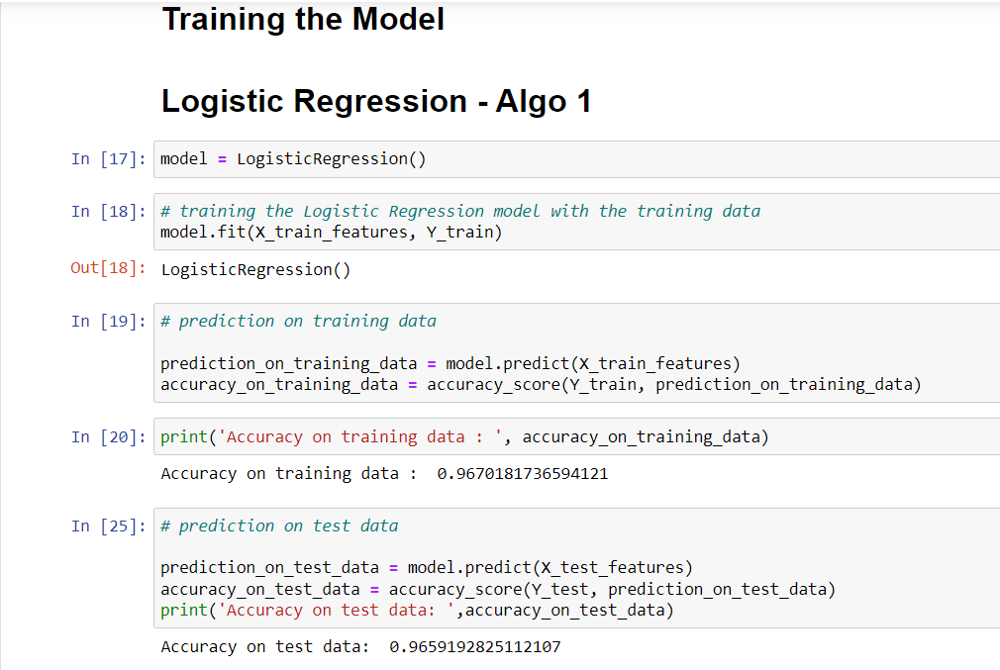 Training the Model
Logistic Regression - Algo 1
In [17]: model = LogisticRegression()
In [18]: # training the Logistic Regression model with the training data
model.fit(X_train_features, Y_train)
Out[18]: LogisticRegression()
In [19]: # prediction on training data
prediction_on_training_data = model.predict(X_train_features)
accuracy_on_training_data = accuracy_score(Y_train, prediction_on_training_data)
In [20]: print('Accuracy on training data : ', accuracy_on_training_data)
Accuracy on training data :  0.9670181736594121
In [25]: # prediction on test data
prediction_on_test_data = model.predict(X_test_features)
accuracy_on_test_data = accuracy_score(Y_test, prediction_on_test_data)
print('Accuracy on test data: ',accuracy_on_test_data)
Accuracy on test data:  0.9659192825112107